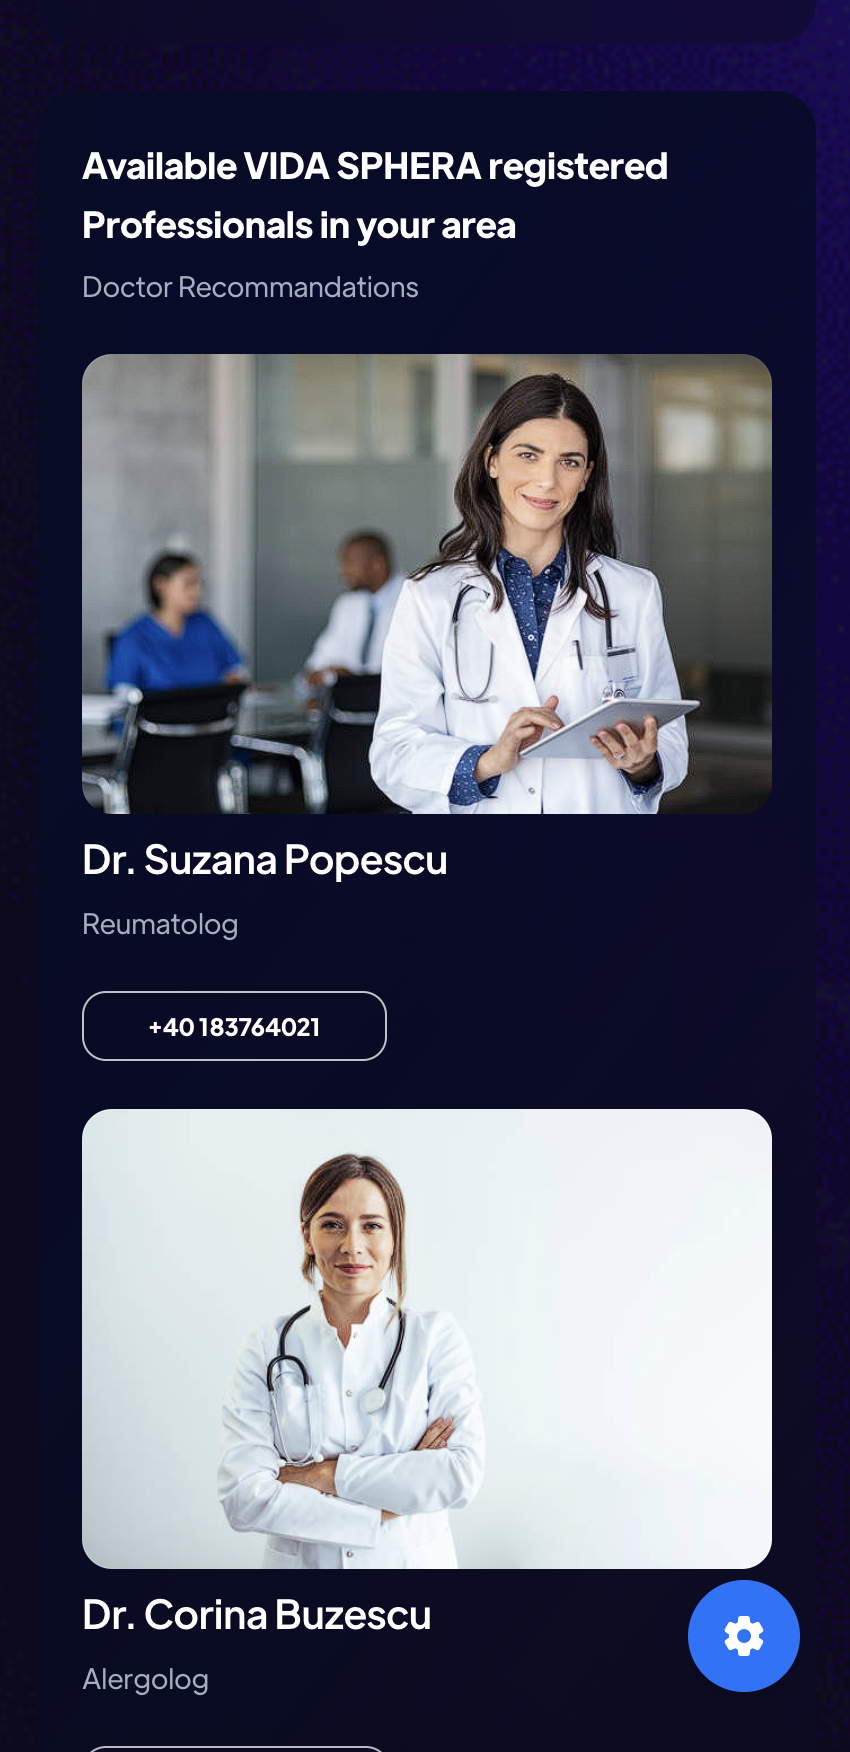 Available VIDA SPHERA registered
Professionals in your area
Doctor Recommandations
Dr. Suzana Popescu
Reumatolog
+40 183764021
Dr. Corina Buzescu
Alergolog